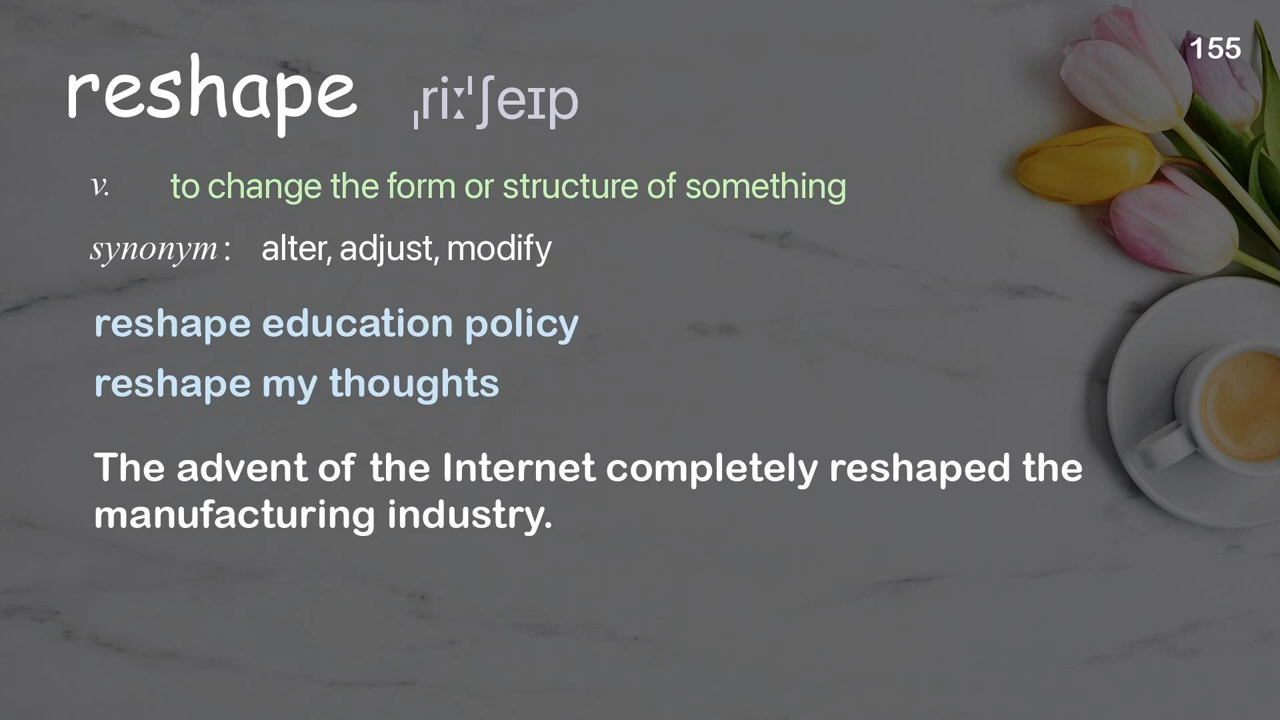 155
reshape ˌriːˈʃeɪp
v. to change the form or structure of something
synonym: alter, adjust, modify
reshape education policy
reshape my thoughts
The advent of the Internet completely reshaped the
manufacturing industry.